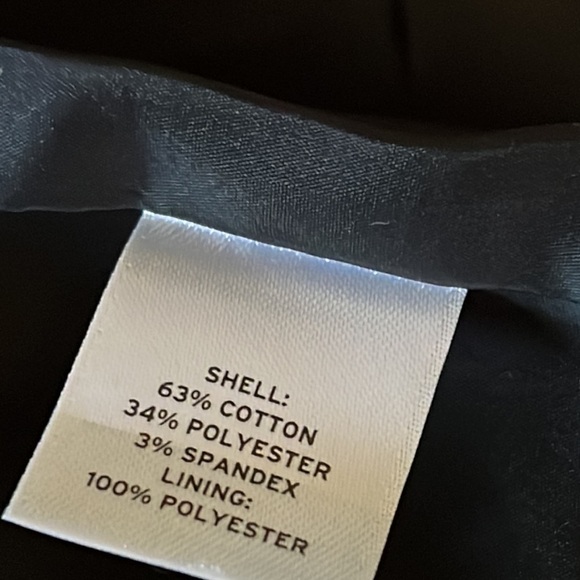 SHELL:
63% COTTON
34% POLYESTER
3% SPANDEX
LINING:
100% POLYESTER